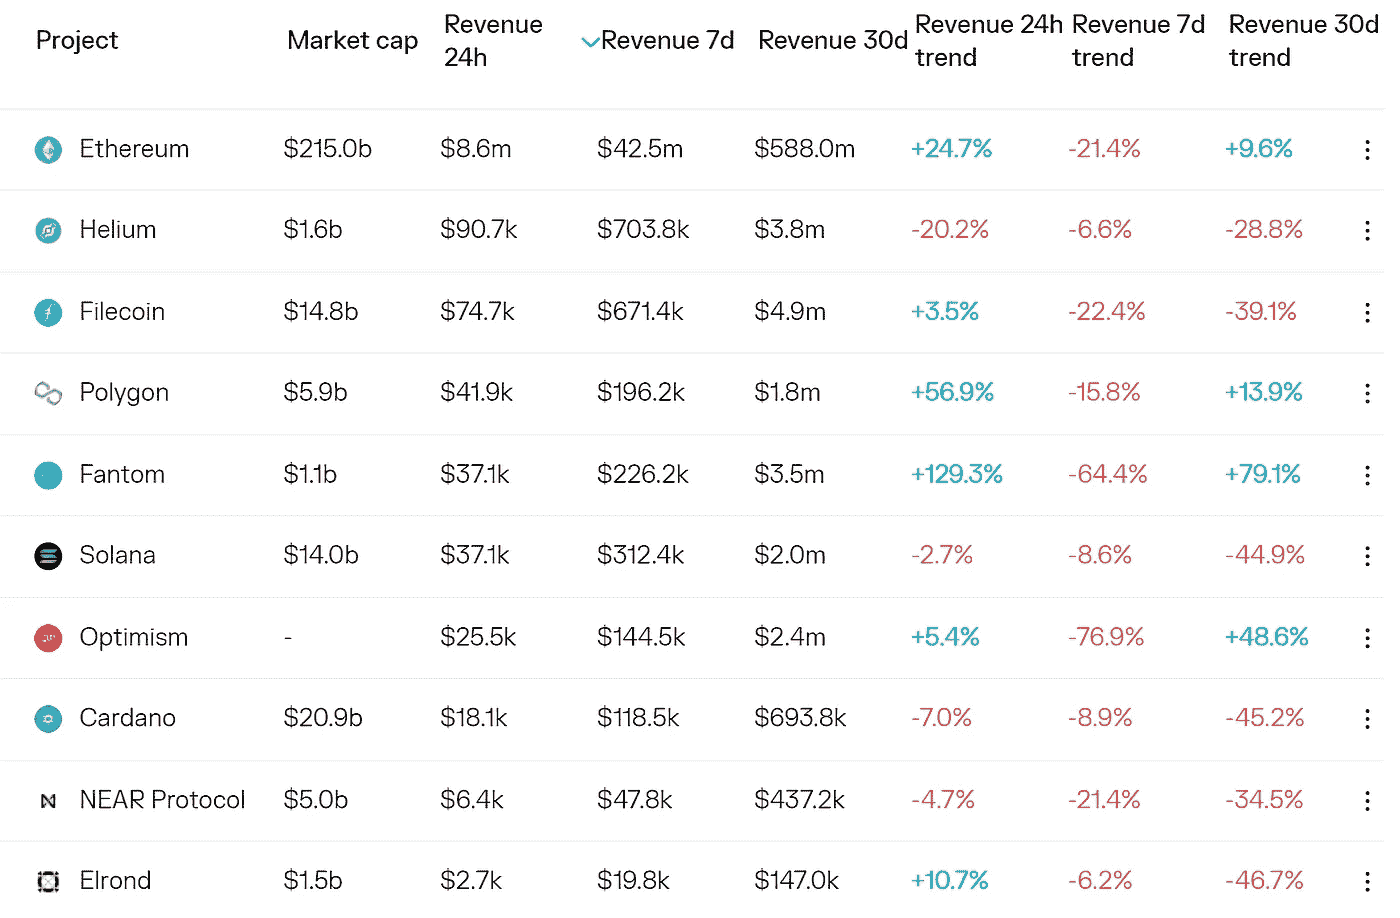 Project Market cap Revenue 24h Revenue 7d Revenue 30d Revenue 24h trend Revenue 7d trend Revenue 30d trend
Ethereum $215.0b $8.6m $42.5m $588.0m +24.7% -21.4% +9.6%
Helium $1.6b $90.7k $703.8k $3.8m -20.2% -6.6% -28.8%
Filecoin $14.8b $74.7k $671.4k $4.9m +3.5% -22.4% -39.1%
Polygon $5.9b $41.9k $196.2k $1.8m +56.9% -15.8% +13.9%
Fantom $1.1b $37.1k $226.2k $3.5m +129.3% -64.4% +79.1%
Solana $14.0b $37.1k $312.4k $2.0m -2.7% -8.6% -44.9%
Optimism - $25.5k $144.5k $2.4m +5.4% -76.9% +48.6%
Cardano $20.9b $18.1k $118.5k $693.8k -7.0% -8.9% -45.2%
NEAR Protocol $5.0b $6.4k $47.8k $437.2k -4.7% -21.4% -34.5%
Elrond $1.5b $2.7k $19.8k $147.0k +10.7% -6.2% -46.7%